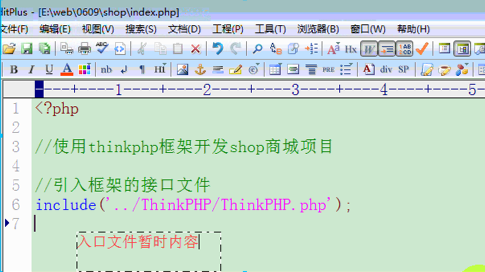 litPlus - [E:\web\0609\shop\index.php]
文件(F) 编辑(E) 视图(V) 搜索(S) 文档(D) 工程(P) 工具(T) 浏览器(B) 窗口(W) 帮助(H)
B I U A nb ¶ HI A div SP
----+----1----+----2----+----3----+----4----+----5-
1 <?php
2
3 //使用thinkphp框架开发shop商城项目
4
5 //引入框架的接口文件
6 include('../ThinkPHP/ThinkPHP.php');
7
入口文件暂时内容